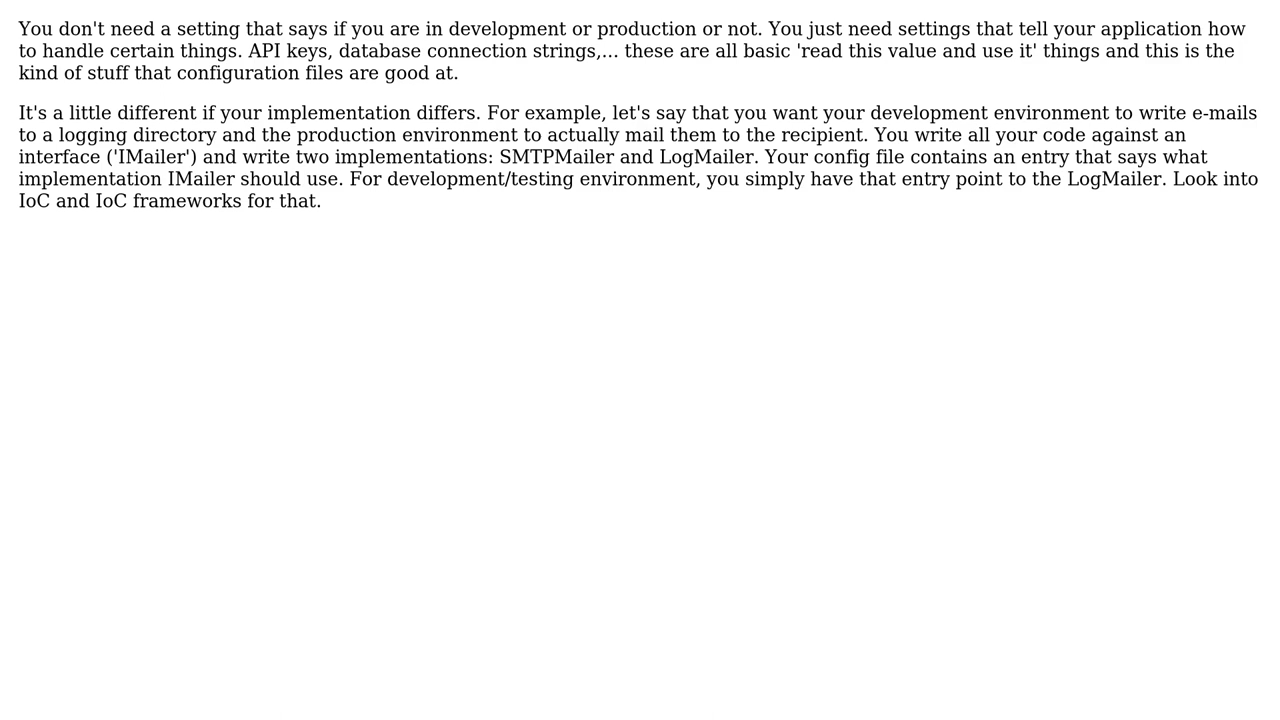 You don't need a setting that says if you are in development or production or not. You just need settings that tell your application how
to handle certain things. API keys, database connection strings,... these are all basic 'read this value and use it' things and this is the
kind of stuff that configuration files are good at.
It's a little different if your implementation differs. For example, let's say that you want your development environment to write e-mails
to a logging directory and the production environment to actually mail them to the recipient. You write all your code against an
interface ('IMailer') and write two implementations: SMTPMailer and LogMailer. Your config file contains an entry that says what
implementation IMailer should use. For development/testing environment, you simply have that entry point to the LogMailer. Look into
IoC and IoC frameworks for that.